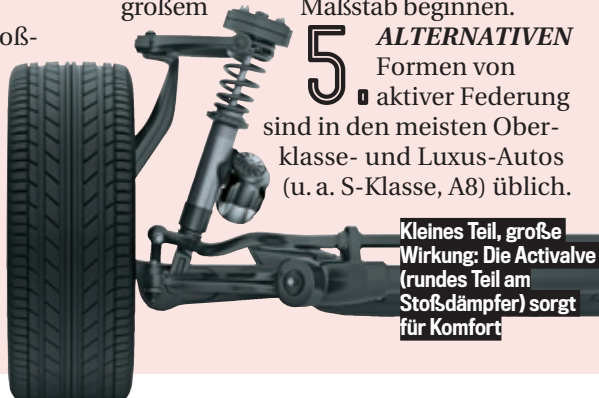 großem Maßstab beginnen.
oß-
5. ALTERNATIVEN
Formen von
aktiver Federung
sind in den meisten Ober-
klasse- und Luxus-Autos
(u. a. S-Klasse, A8) üblich.
Kleines Teil, große
Wirkung: Die Activalve
(rundes Teil am
Stoßdämpfer) sorgt
für Komfort